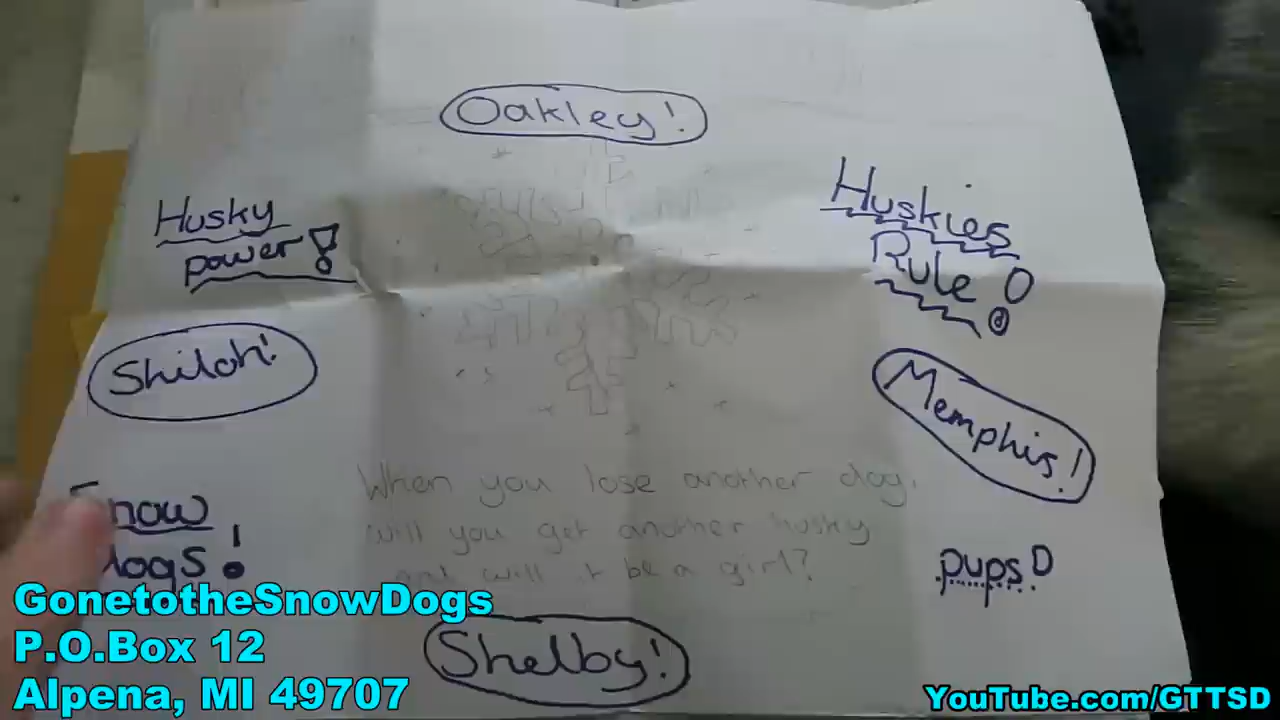 Oakley!
Husky
power!
Huskies
Rule!
Shiloh!
Memphis!
Snow
dogs!
When you lose another dog,
will you get another husky
and will it be a girl?
pups
Shelby!
GonetotheSnowDogs
P.O.Box 12
Alpena, MI 49707
YouTube.com/GTTSD